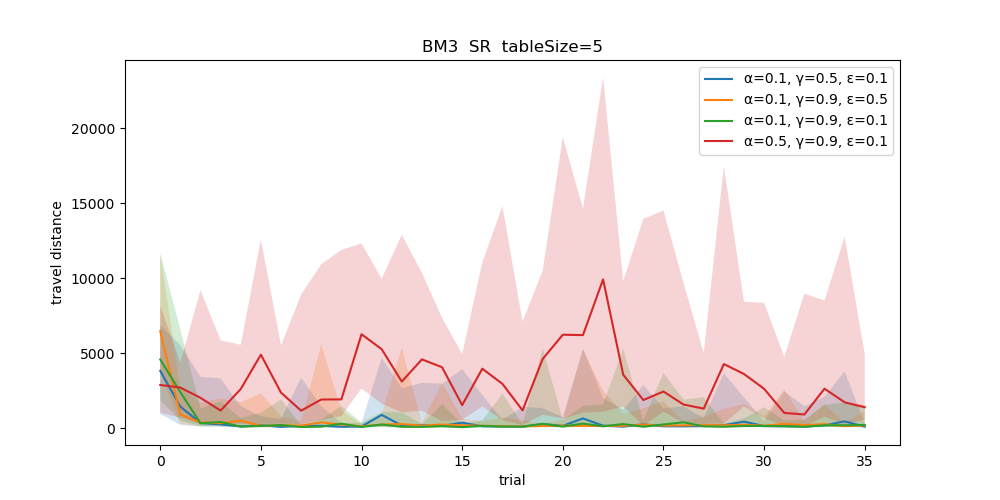 BM3  SR  tableSize=5
α=0.1, γ=0.5, ε=0.1
α=0.1, γ=0.9, ε=0.5
α=0.1, γ=0.9, ε=0.1
α=0.5, γ=0.9, ε=0.1
travel distance
20000
15000
10000
5000
0
0 5 10 15 20 25 30 35
trial